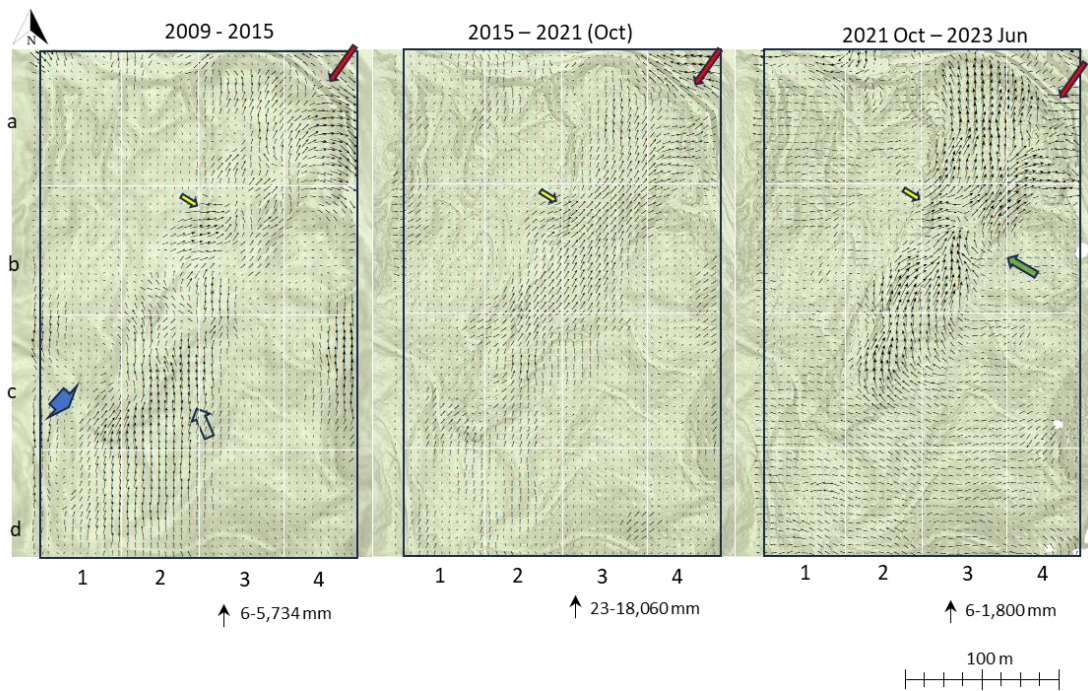 N
2009 - 2015
2015 – 2021 (Oct)
2021 Oct – 2023 Jun
a
b
c
d
1 2 3 4
1 2 3 4
1 2 3 4
6-5,734 mm
23-18,060 mm
6-1,800 mm
100 m